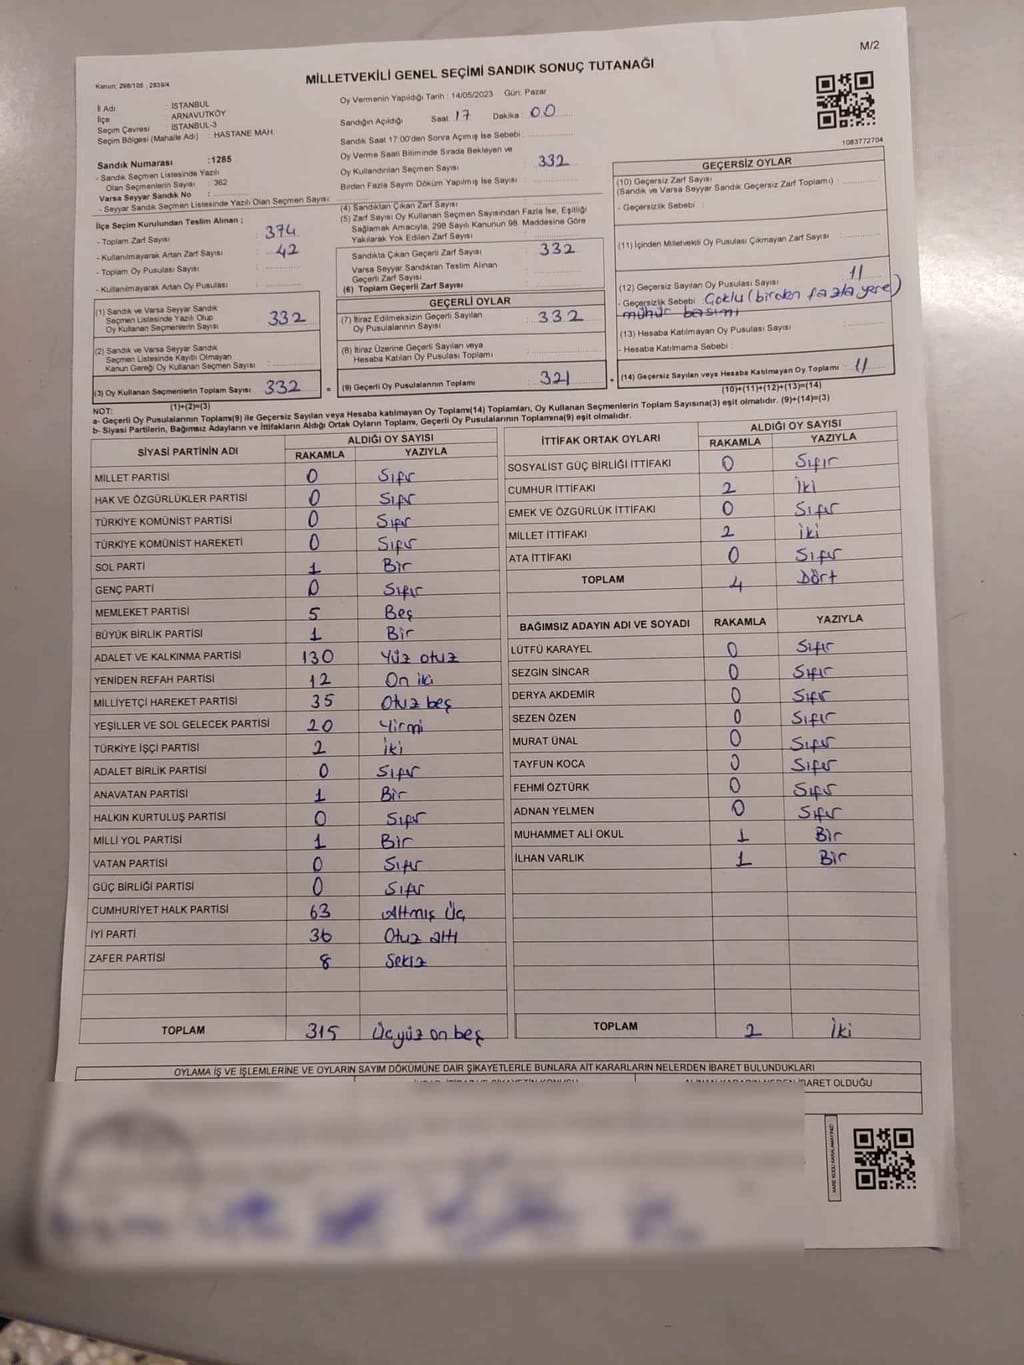 M/2
Kanun: 298/105 , 2839/4
MİLLETVEKİLİ GENEL SEÇİMİ SANDIK SONUÇ TUTANAĞI
İl Adı : İSTANBUL
İlçe : ARNAVUTKÖY
Seçim Çevresi : İSTANBUL-3
Seçim Bölgesi (Mahalle Adı) : HASTANE MAH.
Sandık Numarası :1285
- Sandık Seçmen Listesinde Yazılı
Olan Seçmenlerin Sayısı : 362
Varsa Seyyar Sandık No :
- Seyyar Sandık Seçmen Listesinde Yazılı Olan Seçmen Sayısı:
Oy Vermenin Yapıldığı Tarih : 14/05/2023 Gün: Pazar
Sandığın Açıldığı Saat 17 Dakika 00
Sandık Saat 17.00'den Sonra Açımış İse Sebebi
Oy Verme Saati Bitiminde Sırada Bekleyen ve
Oy Kullandırılan Seçmen Sayısı 332
Birden Fazla Sayım Döküm Yapılmış İse Sayısı
1083772704
İlçe Seçim Kurulundan Teslim Alınan ;
- Toplam Zarf Sayısı 374
- Kullanılmayarak Artan Zarf Sayısı 42
- Toplam Oy Pusulası Sayısı
- Kullanılmayarak Artan Oy Pusulası Sayısı :
(4) Sandıktan Çıkan Zarf Sayısı
(5) Zarf Sayısı Oy Kullanan Seçmen Sayısından Fazla İse, Eşitliği
Sağlamak Amacıyla, 298 Sayılı Kanunun 98 Maddesine Göre
Yakılarak Yok Edilen Zarf Sayısı
Sandıkta Çıkan Geçerli Zarf Sayısı : 332
Varsa Seyyar Sandıktan Teslim Alınan
Geçerli Zarf Sayısı
(6) Toplam Geçerli Zarf Sayısı
GEÇERSİZ OYLAR
(10) Geçersiz Zarf Sayısı
(Sandık ve Varsa Seyyar Sandık Geçersiz Zarf Toplamı) :
- Geçersizlik Sebebi :
(11) İçinden Milletvekili Oy Pusulası Çıkmayan Zarf Sayısı :
(12) Geçersiz Sayılan Oy Pusulası Sayısı 11
- Geçersizlik Sebebi Çoklu (birden fazla yere)
mühür basımı
(13) Hesaba Katılmayan Oy Pusulası Sayısı :
- Hesaba Katılmama Sebebi :
(14) Geçersiz Sayılan veya Hesaba Katılmayan Oy Toplamı : 11
(10)+(11)+(12)+(13)=(14)
(1) Sandık ve Varsa Seyyar Sandık
Seçmen Listesinde Yazılı Olup
Oy Kullanan Seçmenlerin Sayısı 332
(2) Sandık ve Varsa Seyyar Sandık
Seçmen Listesinde Kayıtlı Olmayan
Kanun Gereği Oy Kullanan Seçmen Sayısı
(3) Oy Kullanan Seçmenlerin Toplam Sayısı 332 =
(1)+(2)=(3)
GEÇERLİ OYLAR
(7) İtiraz Edilmeksizin Geçerli Sayılan
Oy Pusulalarının Sayısı : 332
(8) İtiraz Üzerine Geçerli Sayılan veya
Hesaba Katılan Oy Pusulası Toplamı
(9) Geçerli Oy Pusulalarının Toplamı 321 +
NOT:
a- Geçerli Oy Pusulalarının Toplamı(9) ile Geçersiz Sayılan veya Hesaba katılmayan Oy Toplamı(14) Toplamları, Oy Kullanan Seçmenlerin Toplam Sayısına(3) eşit olmalıdır. (9)+(14)=(3)
b- Siyasi Partilerin, Bağımsız Adayların ve İttifakların Aldığı Ortak Oyların Toplamı, Geçerli Oy Pusulalarının Toplamına(9) eşit olmalıdır.
SİYASİ PARTİNİN ADI ALDIĞI OY SAYISI
RAKAMLA YAZIYLA
MİLLET PARTİSİ 0 Sıfır
HAK VE ÖZGÜRLÜKLER PARTİSİ 0 Sıfır
TÜRKİYE KOMÜNİST PARTİSİ 0 Sıfır
TÜRKİYE KOMÜNİST HAREKETİ 0 Sıfır
SOL PARTİ 1 Bir
GENÇ PARTİ 0 Sıfır
MEMLEKET PARTİSİ 5 Beş
BÜYÜK BİRLİK PARTİSİ 1 Bir
ADALET VE KALKINMA PARTİSİ 130 Yüz otuz
YENİDEN REFAH PARTİSİ 12 On iki
MİLLİYETÇİ HAREKET PARTİSİ 35 Otuz beş
YEŞİLLER VE SOL GELECEK PARTİSİ 20 Yirmi
TÜRKİYE İŞÇİ PARTİSİ 2 İki
ADALET BİRLİK PARTİSİ 0 Sıfır
ANAVATAN PARTİSİ 1 Bir
HALKIN KURTULUŞ PARTİSİ 0 Sıfır
MİLLİ YOL PARTİSİ 1 Bir
VATAN PARTİSİ 0 Sıfır
GÜÇ BİRLİĞİ PARTİSİ 0 Sıfır
CUMHURİYET HALK PARTİSİ 63 Altmış Üç
İYİ PARTİ 36 Otuz altı
ZAFER PARTİSİ 8 Sekiz
TOPLAM 315 Üçyüz on beş
İTTİFAK ORTAK OYLARI ALDIĞI OY SAYISI
RAKAMLA YAZIYLA
SOSYALİST GÜÇ BİRLİĞİ İTTİFAKI 0 Sıfır
CUMHUR İTTİFAKI 2 İki
EMEK VE ÖZGÜRLÜK İTTİFAKI 0 Sıfır
MİLLET İTTİFAKI 2 İki
ATA İTTİFAKI 0 Sıfır
TOPLAM 4 Dört
BAĞIMSIZ ADAYIN ADI VE SOYADI RAKAMLA YAZIYLA
LÜTFÜ KARAYEL 0 Sıfır
SEZGİN SİNCAR 0 Sıfır
DERYA AKDEMİR 0 Sıfır
SEZEN ÖZEN 0 Sıfır
MURAT ÜNAL 0 Sıfır
TAYFUN KOCA 0 Sıfır
FEHMİ ÖZTÜRK 0 Sıfır
ADNAN YELMEN 0 Sıfır
MUHAMMET ALİ OKUL 1 Bir
İLHAN VARLIK 1 Bir
TOPLAM 2 İki
OYLAMA İŞ VE İŞLEMLERİNE VE OYLARIN SAYIM DÖKÜMÜNE DAİR ŞİKAYETLERLE BUNLARA AİT KARARLARIN NELERDEN İBARET BULUNDUKLARI
İBARET OLDUĞU
KARE KODU KARALAMAYINIZ!